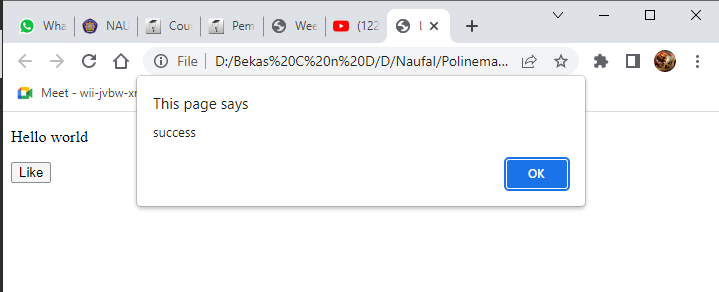 Wha NAU Cour Pem Wee (122
File D:/Bekas%20C%20n%20D/D/Naufal/Polinema...
Meet - wii-jvbw-xr
This page says
success
OK
Hello world
Like